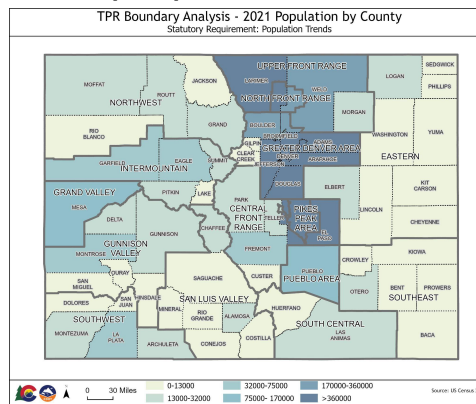 TPR Boundary Analysis - 2021 Population by County
Statutory Requirement: Population Trends
MOFFAT
ROUTT
JACKSON
LARIMER
UPPER FRONT RANGE
WELD
LOGAN
SEDGWICK
PHILLIPS
NORTHWEST
NORTH FRONT RANGE
MORGAN
RIO
BLANCO
GRAND
BOULDER
BROOMFIELD
WASHINGTON
YUMA
GILPIN
ADAMS
GREATER DENVER AREA
GARFIELD
EAGLE
SUMMIT
CREEK
DENVER
ARAPAHOE
EASTERN
JEFFERSON
INTERMOUNTAIN
GRAND VALLEY
PITKIN
LAKE
PARK
DOUGLAS
ELBERT
KIT
CARSON
MESA
DELTA
CENTRAL
FRONT
RANGE
TELLER
PIKES
PEAK
AREA
LINCOLN
CHEYENNE
GUNNISON
CHAFFEE
EL
PASO
GUNNISON
VALLEY
FREMONT
MONTROSE
KIOWA
OURAY
SAGUACHE
CUSTER
PUEBLO
PUEBLO AREA
CROWLEY
SAN
MIGUEL
DOLORES
SAN
JUAN
HINSDALE
SAN LUIS VALLEY
OTERO
BENT
PROWERS
SOUTHEAST
MINERAL
RIO
GRANDE
ALAMOSA
HUERFANO
SOUTHWEST
SOUTH CENTRAL
MONTEZUMA
LA
PLATA
ARCHULETA
CONEJOS
COSTILLA
LAS
ANIMAS
BACA
0 30 Miles
0-13000
13000-32000
32000-75000
75000- 170000
170000-360000
>360000
Source: US Census